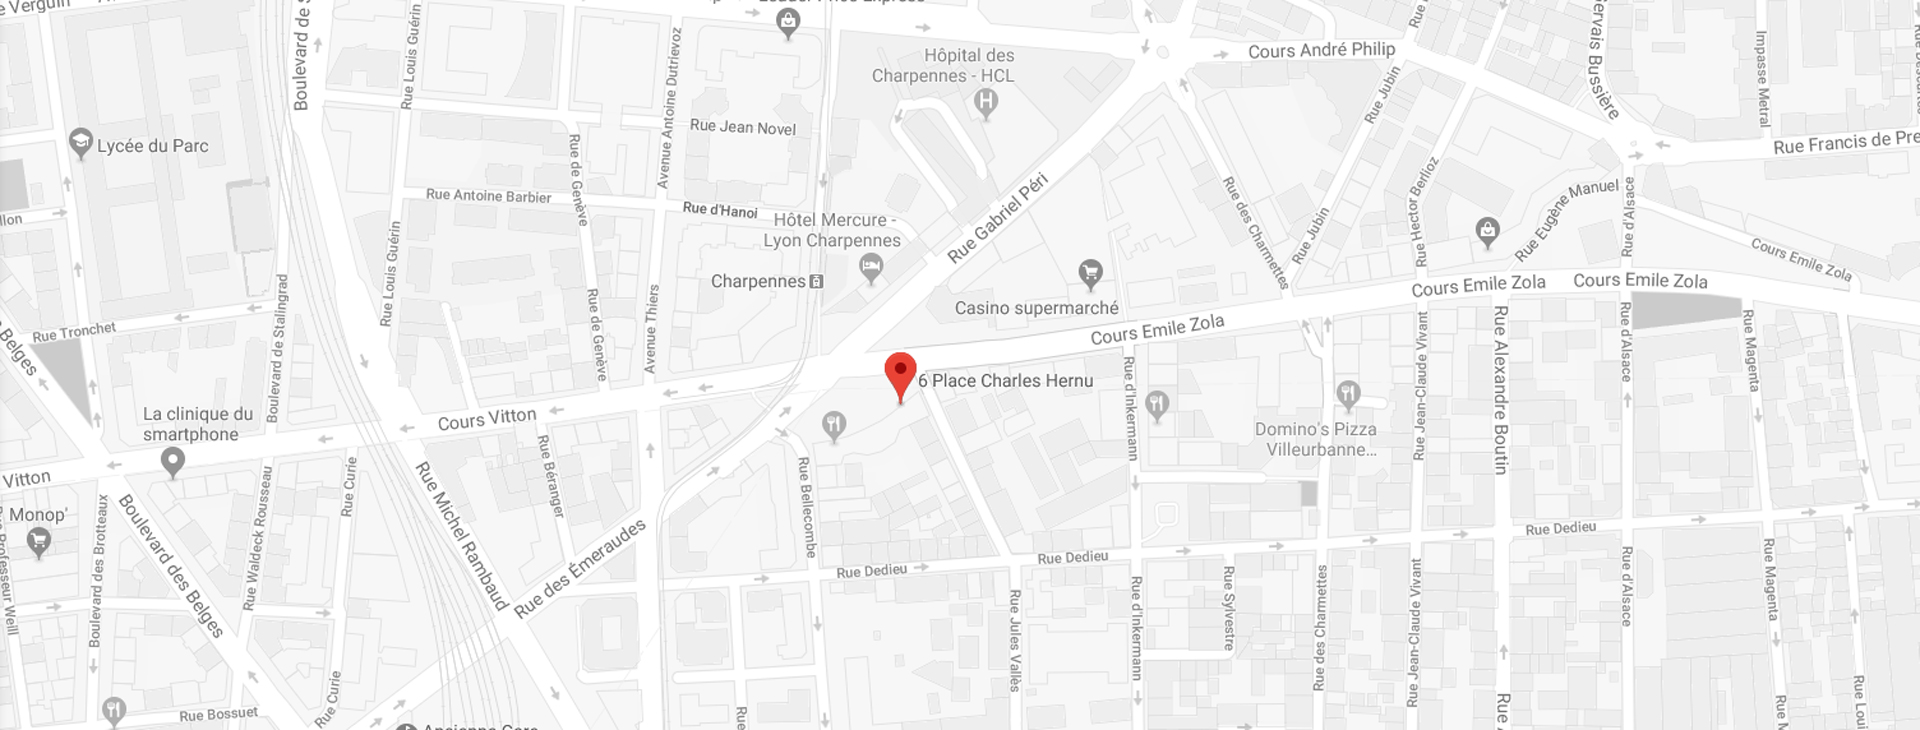 Boulevard de S
Rue Louis Guérin
Cours André Philip
Hôpital des
Charpennes - HCL
Rue Jubin
Gervais Bussière
Impasse Metral
Avenue Antoine Dutrievoz
Rue Jean Novel
Lycée du Parc
Rue Francis de Pre
Rue de Genève
Rue Antoine Barbier
Rue d'Hanoi
Hôtel Mercure -
Lyon Charpennes
Rue Gabriel Péri
Rue des Charmettes
Rue Jubin
Rue Hector Berlioz
Rue Eugène Manuel
Rue d'Alsace
Cours Emile Zola
Rue Louis Guérin
Charpennes
Casino supermarché
Cours Emile Zola
Cours Emile Zola
Cours Emile Zola
Rue Tronchet
Boulevard de Stalingrad
Rue de Genève
Avenue Thiers
Belges
6 Place Charles Hernu
Rue d'Inkermann
Rue Jean-Claude Vivant
Rue Alexandre Boutin
Rue d'Alsace
Rue Magenta
La clinique du
smartphone
Cours Vitton
Domino's Pizza
Villeurbanne...
Vitton
Rue Béranger
Rue Michel Rambaud
Rue Curie
Rue Waldeck Rousseau
Rue Bellecombe
Monop'
Boulevard des Brotteaux
Boulevard des Belges
Rue des Émeraudes
Rue Dedieu
Rue Dedieu
Rue Dedieu
Rue Professeur Weill
Rue Jules Vallès
Rue d'Inkermann
Rue Sylvestre
Rue des Charmettes
Rue Jean-Claude Vivant
Rue d'Alsace
Rue Magenta
Rue Curie
Rue Bossuet
Rue
Rue
Rue Loui